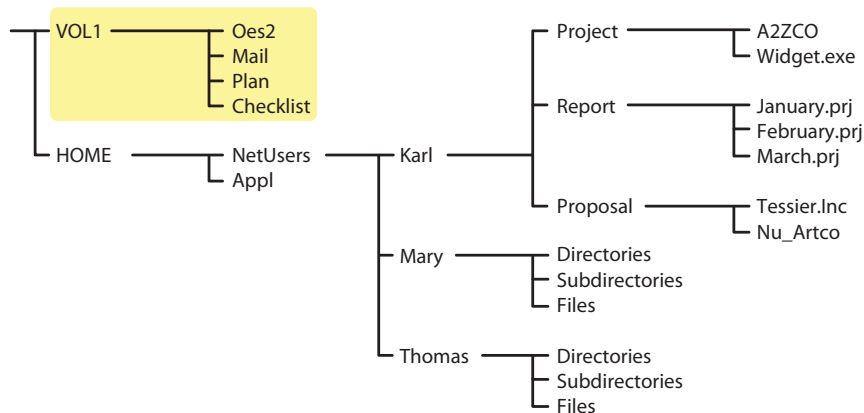 VOL1 Oes2 Project A2ZCO
Mail Widget.exe
Plan
Checklist Report January.prj
February.prj
HOME NetUsers Karl March.prj
Appl
Proposal Tessier.Inc
Nu_Artco
Mary Directories
Subdirectories
Files
Thomas Directories
Subdirectories
Files